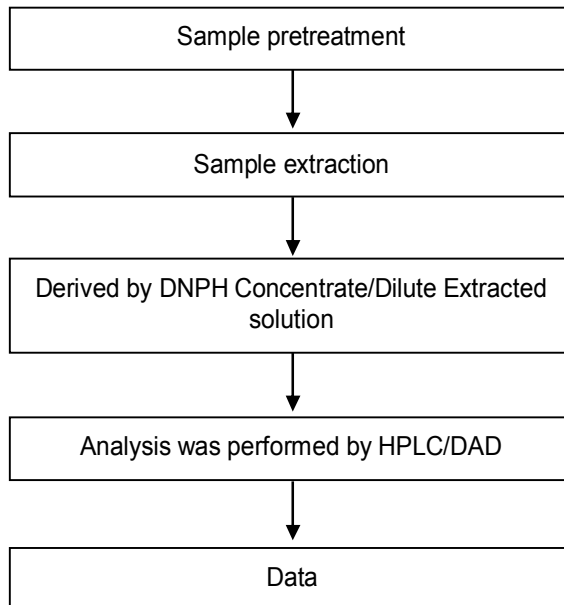 Sample pretreatment
Sample extraction
Derived by DNPH Concentrate/Dilute Extracted
solution
Analysis was performed by HPLC/DAD
Data